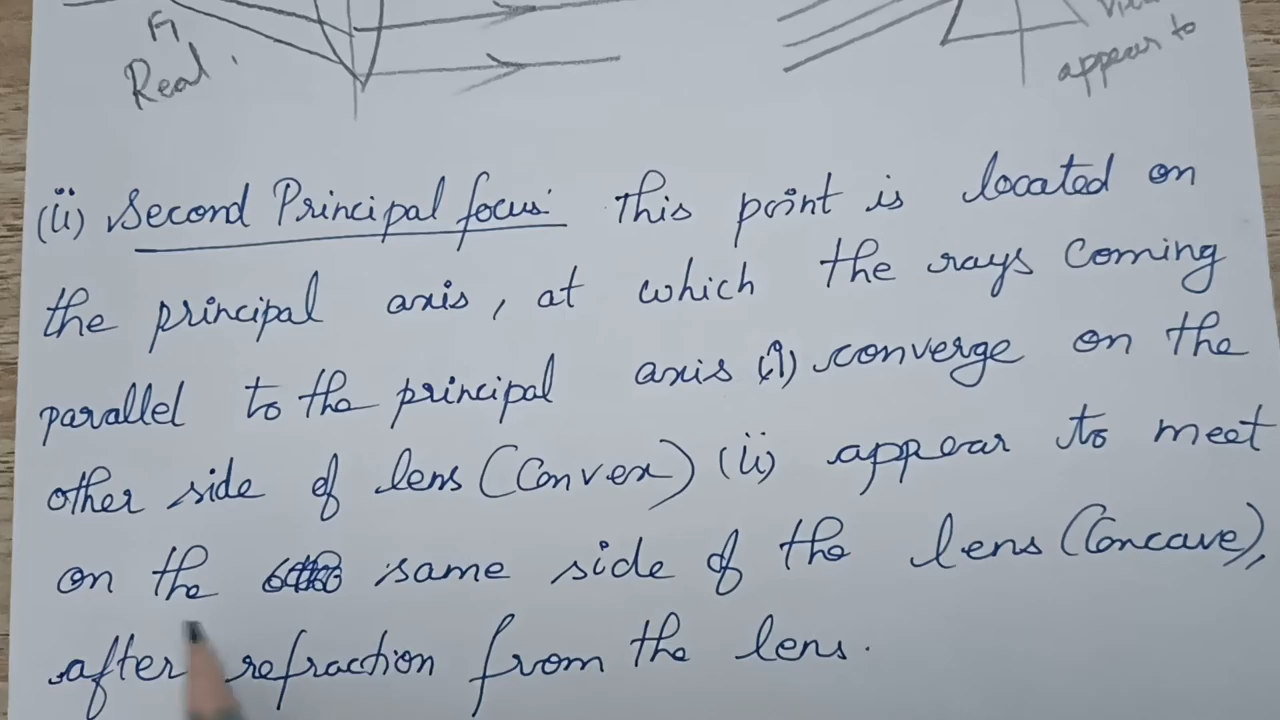 F1
Real.
appear to
(ii) Second Principal focus: This point is located on
the principal axis, at which the rays coming
parallel to the principal axis (i) converge on the
other side of lens (Convex) (ii) appear to meet
on the same side of the lens (Concave),
after refraction from the lens.